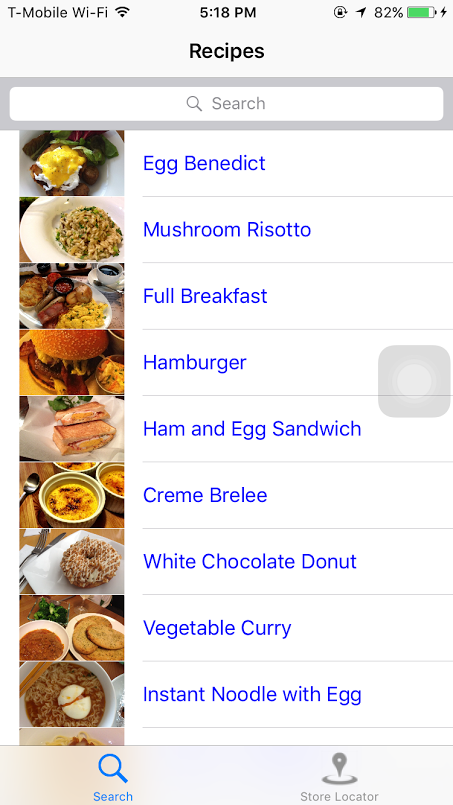 T-Mobile Wi-Fi 5:18 PM 82%
Recipes
Search
Egg Benedict
Mushroom Risotto
Full Breakfast
Hamburger
Ham and Egg Sandwich
Creme Brelee
White Chocolate Donut
Vegetable Curry
Instant Noodle with Egg
Search Store Locator